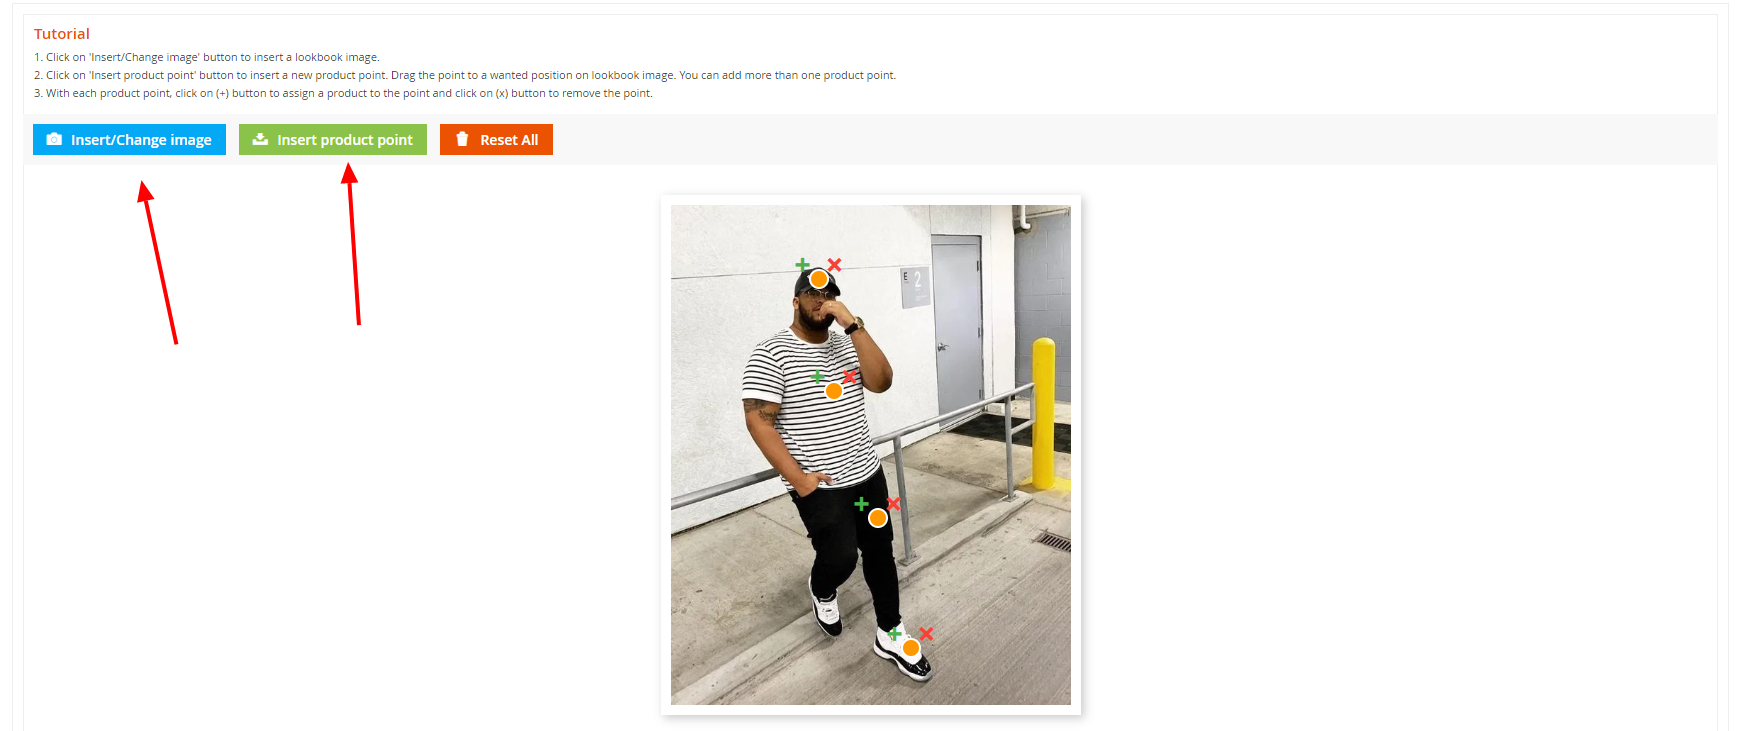 Tutorial
1. Click on 'Insert/Change image' button to insert a lookbook image.
2. Click on 'Insert product point' button to insert a new product point. Drag the point to a wanted position on lookbook image. You can add more than one product point.
3. With each product point, click on (+) button to assign a product to the point and click on (x) button to remove the point.
Insert/Change image
Insert product point
Reset All
E
2